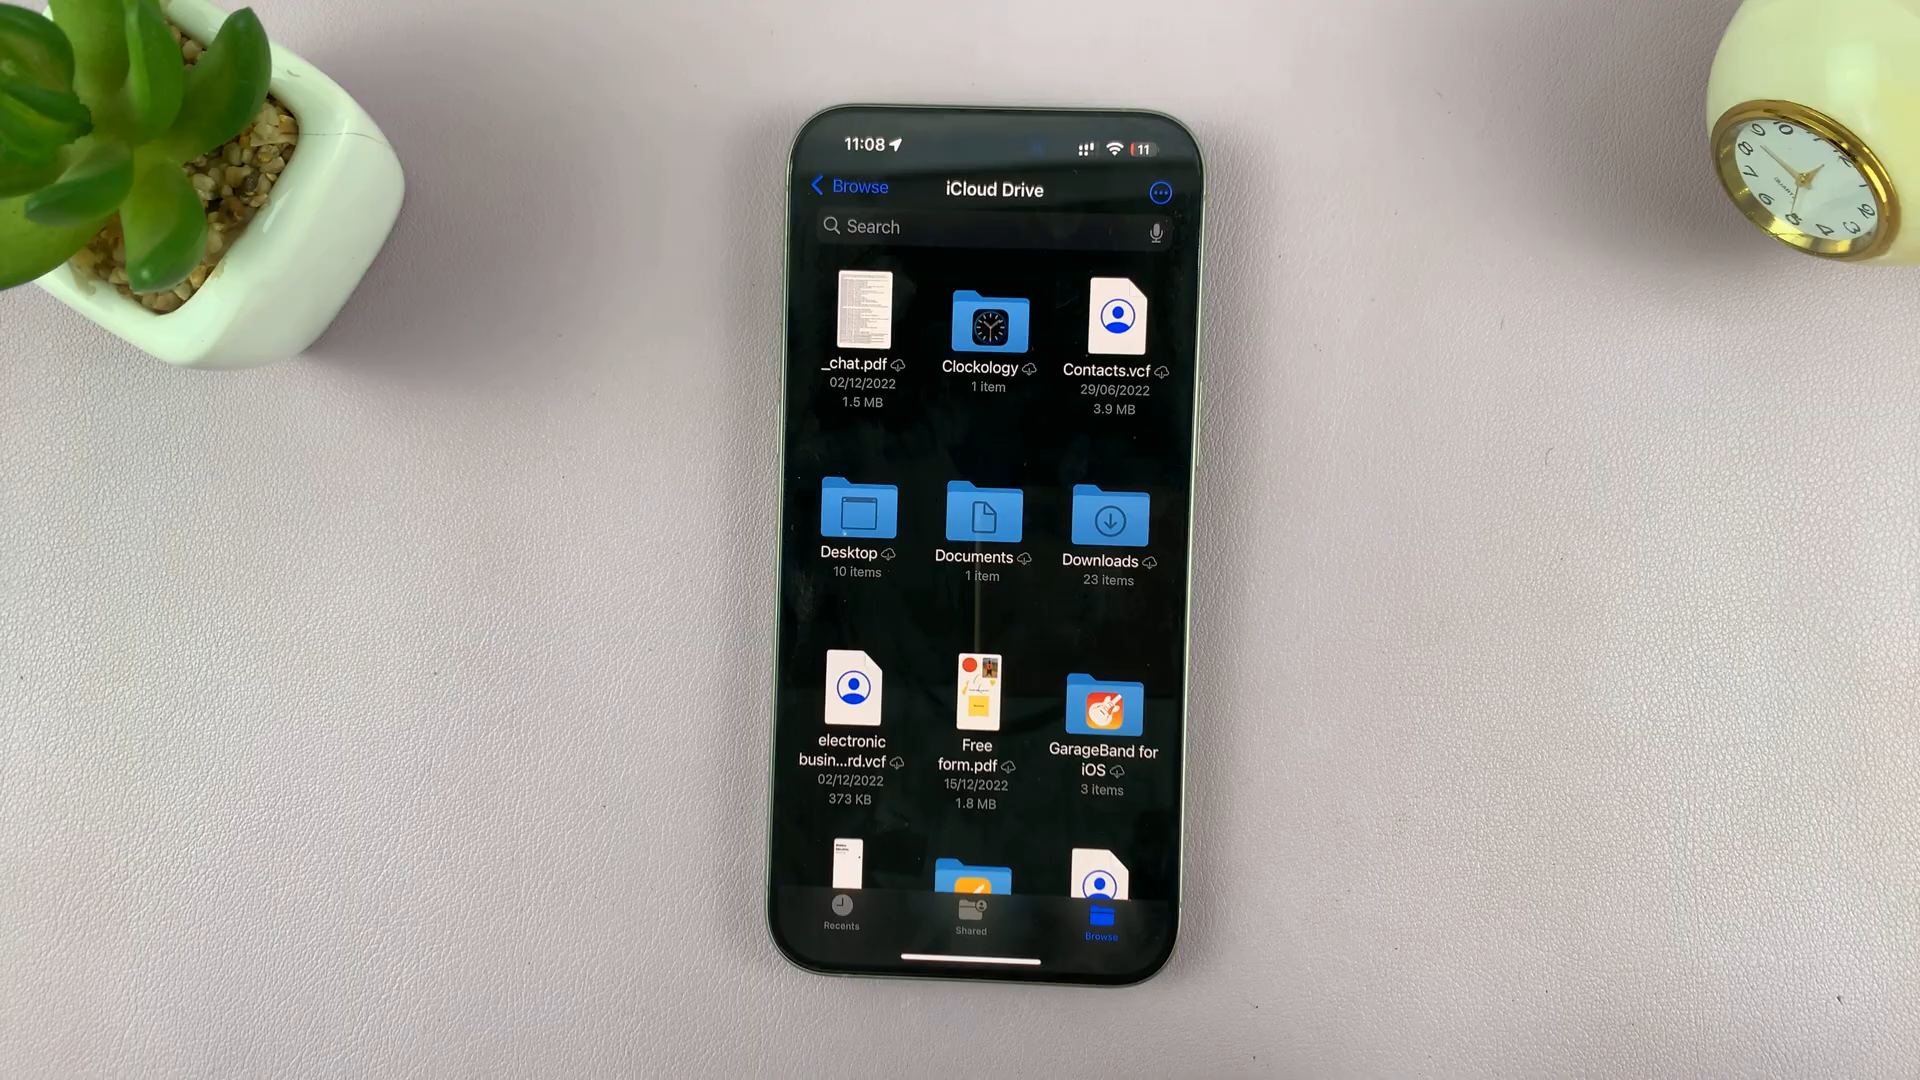 11:08
11
Browse
iCloud Drive
Search
_chat.pdf
02/12/2022
1.5 MB
Clockology
1 item
Contacts.vcf
29/06/2022
3.9 MB
Desktop
10 items
Documents
1 item
Downloads
23 items
electronic
busin...rd.vcf
02/12/2022
373 KB
Free
form.pdf
15/12/2022
1.8 MB
GarageBand for
iOS
3 items
Recents
Shared
Browse
QUARTZ